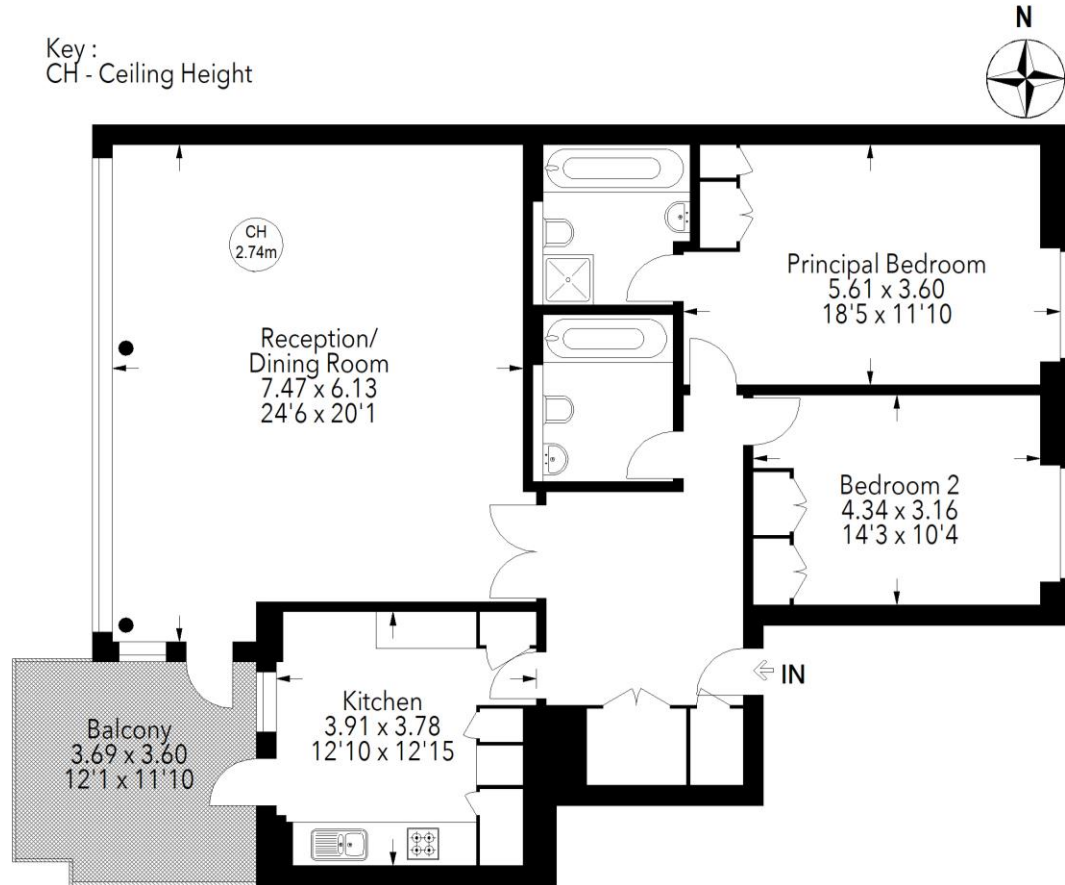 Key :
CH - Ceiling Height
N
CH
2.74m
Reception/
Dining Room
7.47 x 6.13
24'6 x 20'1
Principal Bedroom
5.61 x 3.60
18'5 x 11'10
Bedroom 2
4.34 x 3.16
14'3 x 10'4
IN
Kitchen
3.91 x 3.78
12'10 x 12'15
Balcony
3.69 x 3.60
12'1 x 11'10